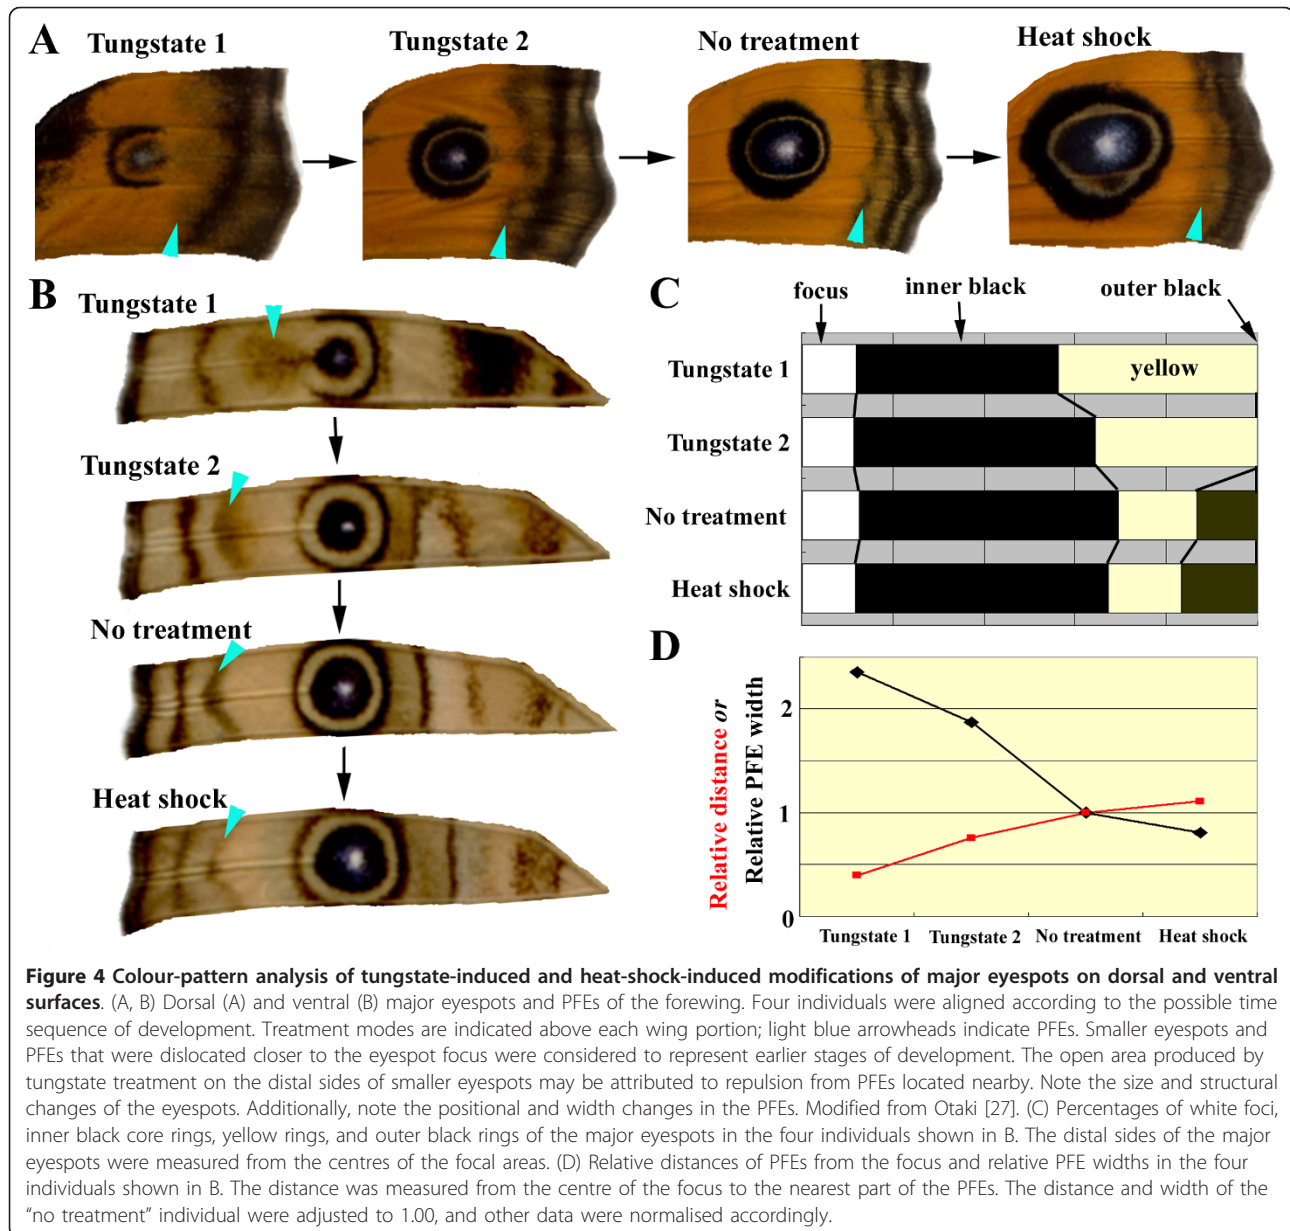 A
Tungstate 1
Tungstate 2
No treatment
Heat shock
B
Tungstate 1
Tungstate 2
No treatment
Heat shock
C
focus
inner black
outer black
Tungstate 1
yellow
Tungstate 2
No treatment
Heat shock
D
Relative distance or
Relative PFE width
2
1
0
Tungstate 1
Tungstate 2
No treatment
Heat shock
Figure 4 Colour-pattern analysis of tungstate-induced and heat-shock-induced modifications of major eyespots on dorsal and ventral
surfaces. (A, B) Dorsal (A) and ventral (B) major eyespots and PFEs of the forewing. Four individuals were aligned according to the possible time
sequence of development. Treatment modes are indicated above each wing portion; light blue arrowheads indicate PFEs. Smaller eyespots and
PFEs that were dislocated closer to the eyespot focus were considered to represent earlier stages of development. The open area produced by
tungstate treatment on the distal sides of smaller eyespots may be attributed to repulsion from PFEs located nearby. Note the size and structural
changes of the eyespots. Additionally, note the positional and width changes in the PFEs. Modified from Otaki [27]. (C) Percentages of white foci,
inner black core rings, yellow rings, and outer black rings of the major eyespots in the four individuals shown in B. The distal sides of the major
eyespots were measured from the centres of the focal areas. (D) Relative distances of PFEs from the focus and relative PFE widths in the four
individuals shown in B. The distance was measured from the centre of the focus to the nearest part of the PFEs. The distance and width of the
“no treatment” individual were adjusted to 1.00, and other data were normalised accordingly.